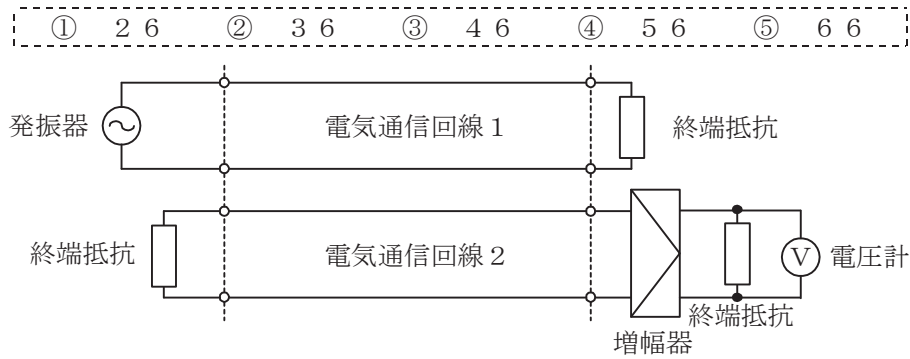 ① 26 ② 36 ③ 46 ④ 56 ⑤ 66
発振器
電気通信回線1
終端抵抗
終端抵抗
電気通信回線2
V
電圧計
終端抵抗
増幅器